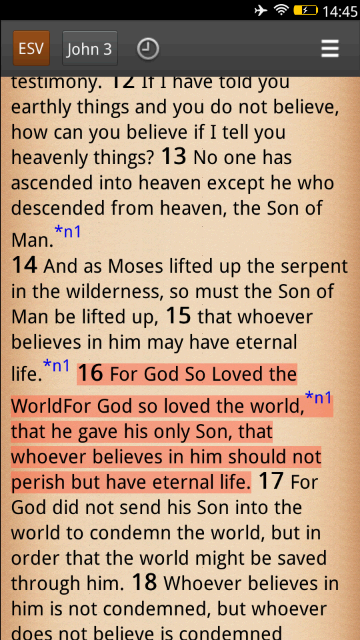 14:45
ESV John 3
testimony. 12 If I have told you
earthly things and you do not believe,
how can you believe if I tell you
heavenly things? 13 No one has
ascended into heaven except he who
descended from heaven, the Son of
Man.*n1
14 And as Moses lifted up the serpent
in the wilderness, so must the Son of
Man be lifted up, 15 that whoever
believes in him may have eternal
life.*n1 16 For God So Loved the
WorldFor God so loved the world,*n1
that he gave his only Son, that
whoever believes in him should not
perish but have eternal life. 17 For
God did not send his Son into the
world to condemn the world, but in
order that the world might be saved
through him. 18 Whoever believes in
him is not condemned, but whoever
does not believe is condemned